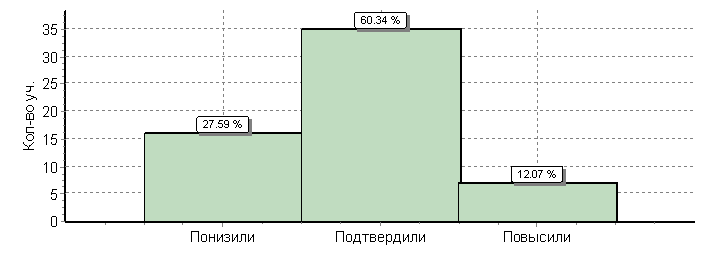 60.34 %
35
30
25
20
15
10
5
0
Кол-во уч.
27.59 %
12.07 %
Понизили
Подтвердили
Повысили